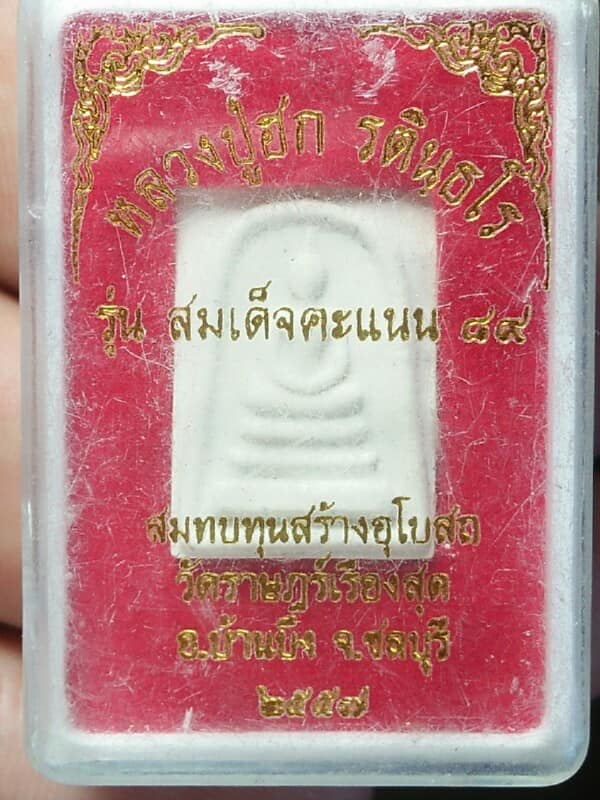 หลวงปู่ฮก รตินฺธโร
รุ่น สมเด็จคะแนน ๘๙
สมทบทุนสร้างอุโบสถ
วัดราษฎร์เรืองสุด
อ.บ้านบึง จ.ชลบุรี
๒๕๕๗